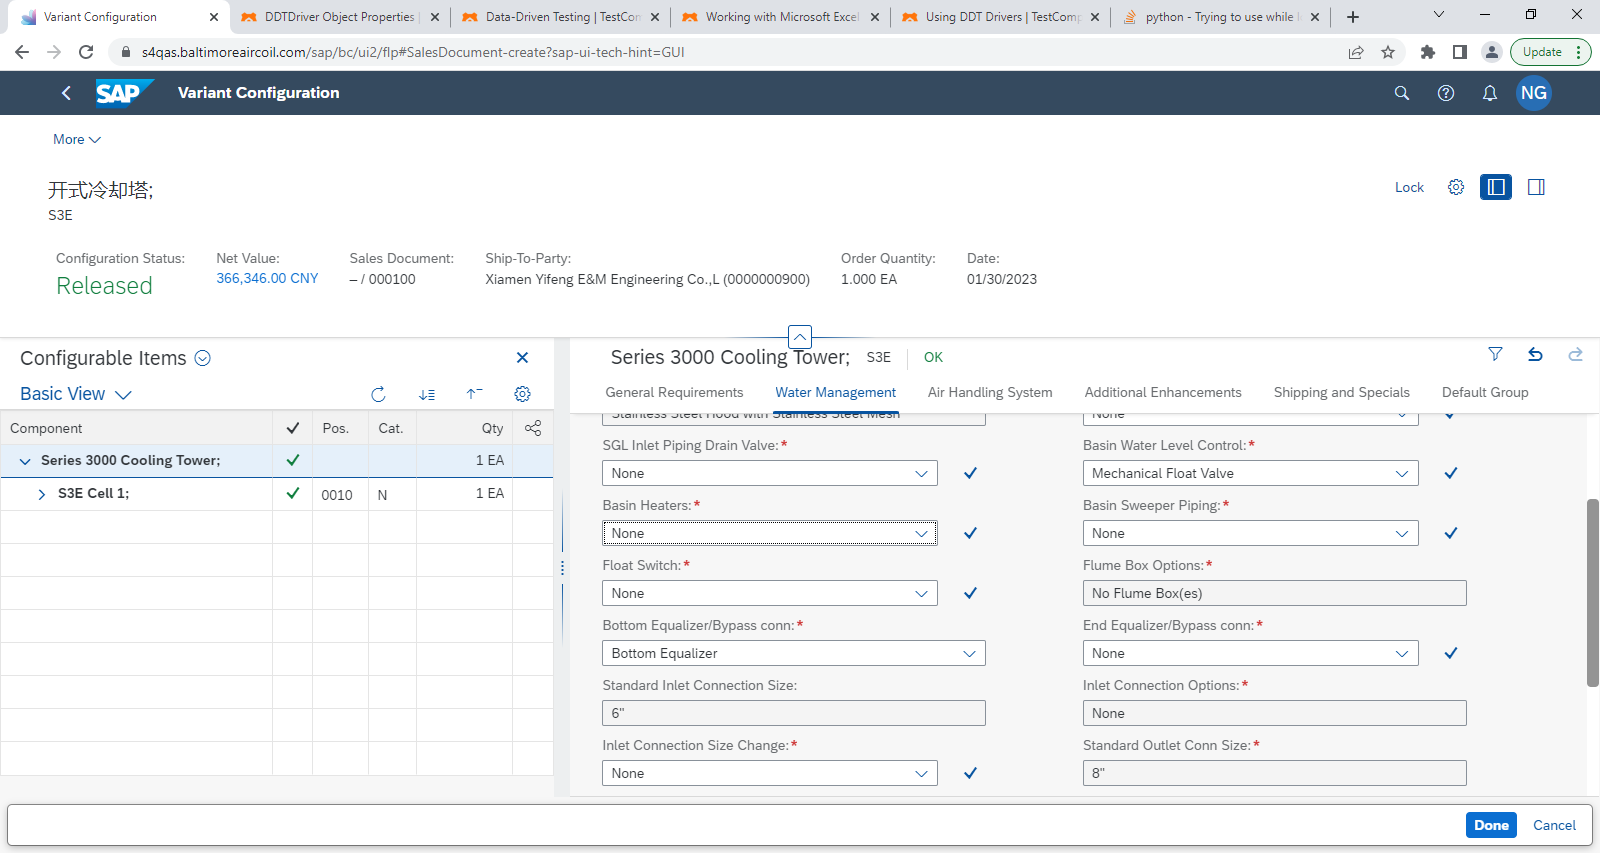 Variant Configuration
DDTDriver Object Properties
Data-Driven Testing | TestCom
Working with Microsoft Excel
Using DDT Drivers | TestComp
python - Trying to use while l
s4qas.baltimoreaircoil.com/sap/bc/ui2/flp#SalesDocument-create?sap-ui-tech-hint=GUI
Update
SAP
Variant Configuration
NG
More
开式冷却塔;
S3E
Lock
Configuration Status:
Released
Net Value:
366,346.00 CNY
Sales Document:
– / 000100
Ship-To-Party:
Xiamen Yifeng E&M Engineering Co.,L (0000000900)
Order Quantity:
1.000 EA
Date:
01/30/2023
Configurable Items
Basic View
Component Pos. Cat. Qty
Series 3000 Cooling Tower; 1 EA
S3E Cell 1; 0010 N 1 EA
Series 3000 Cooling Tower; S3E OK
General Requirements Water Management Air Handling System Additional Enhancements Shipping and Specials Default Group
Stainless Steel Hood with Stainless Steel Mesh
None
SGL Inlet Piping Drain Valve:*
None
Basin Water Level Control:*
Mechanical Float Valve
Basin Heaters:*
None
Basin Sweeper Piping:*
None
Float Switch:*
None
Flume Box Options:*
No Flume Box(es)
Bottom Equalizer/Bypass conn:*
Bottom Equalizer
End Equalizer/Bypass conn:*
None
Standard Inlet Connection Size:
6"
Inlet Connection Options:*
None
Inlet Connection Size Change:*
None
Standard Outlet Conn Size:*
8"
Done
Cancel